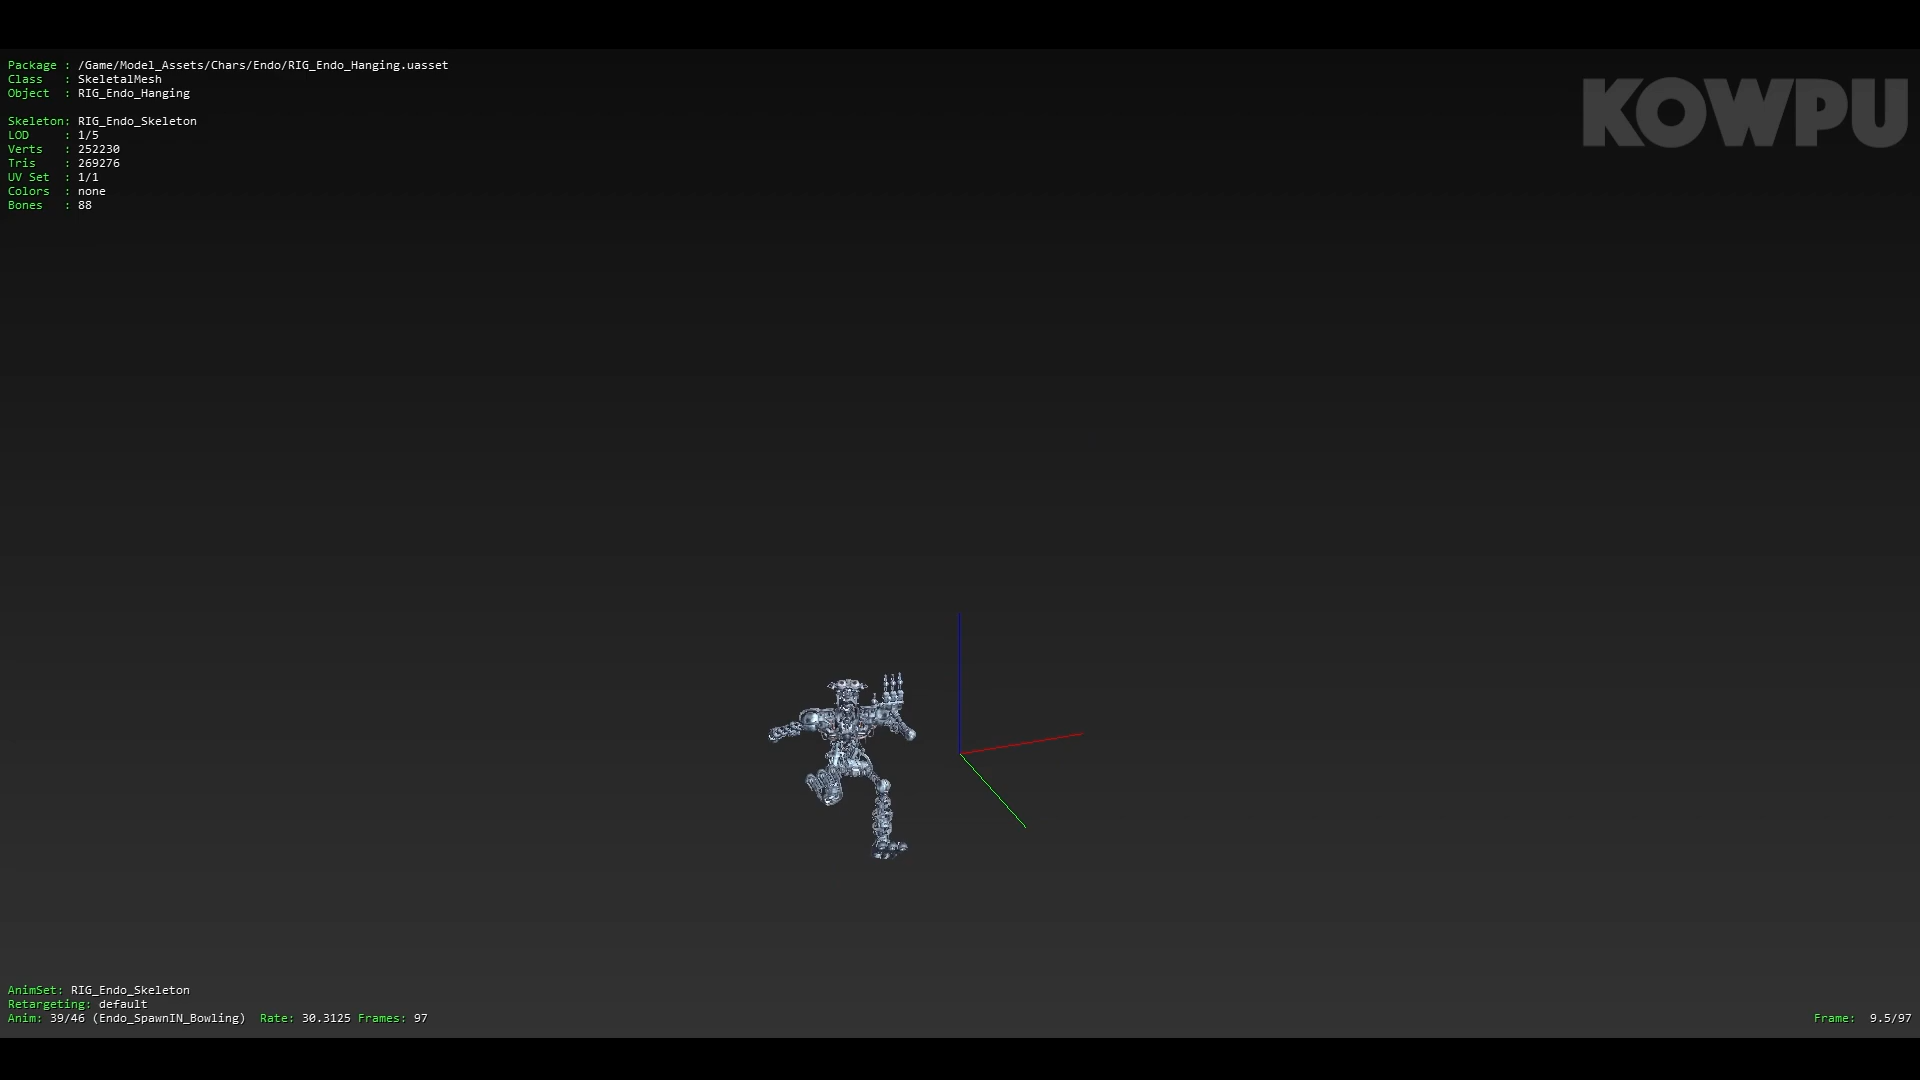 Package : /Game/Model_Assets/Chars/Endo/RIG_Endo_Hanging.uasset
Class : SkeletalMesh
Object : RIG_Endo_Hanging
KOWPU
Skeleton: RIG_Endo_Skeleton
LOD : 1/5
Verts : 252230
Tris : 269276
UV Set : 1/1
Colors : none
Bones : 88
AnimSet: RIG_Endo_Skeleton
Retargeting: default
Anim: 39/46 (Endo_SpawnIN_Bowling) Rate: 30.3125 Frames: 97
Frame: 9.5/97